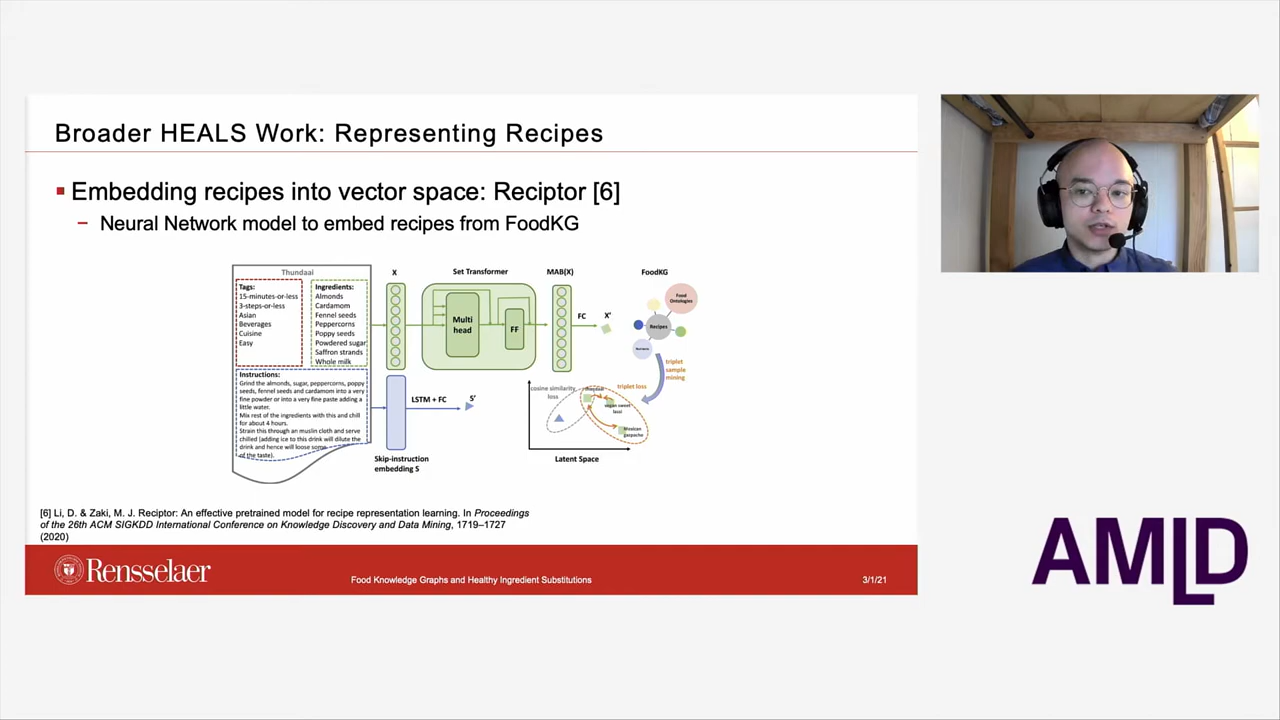 Broader HEALS Work: Representing Recipes
Embedding recipes into vector space: Reciptor [6]
– Neural Network model to embed recipes from FoodKG
Thundaai
Tags:
15-minutes-or-less
3-steps-or-less
Asian
Beverages
Cuisine
Easy
Ingredients:
Almonds
Cardamom
Fennel seeds
Peppercorns
Poppy seeds
Powdered sugar
Saffron strands
Whole milk
Instructions:
Grind the almonds, sugar, peppercorns, poppy
seeds, fennel seeds and cardamom into a very
fine powder or into a very fine paste adding a
little water.
Mix rest of the ingredients with this and chill
for about 4 hours.
Strain this through an muslin cloth and serve
chilled (adding ice to this drink will dilute the
drink and hence will loose some
of the taste).
X
Set Transformer
Multi
head
FF
MAB(X)
FC
X'
LSTM + FC
S'
Skip-instruction
embedding S
FoodKG
Food
Ontologies
Recipes
Nutrients
triplet
sample
mining
cosine similarity
loss
triplet loss
vegan sweet
lassi
Mexican
gazpacho
Latent Space
[6] Li, D. & Zaki, M. J. Reciptor: An effective pretrained model for recipe representation learning. In Proceedings
of the 26th ACM SIGKDD International Conference on Knowledge Discovery and Data Mining, 1719–1727
(2020)
Rensselaer
Food Knowledge Graphs and Healthy Ingredient Substitutions
3/1/21
AMLD